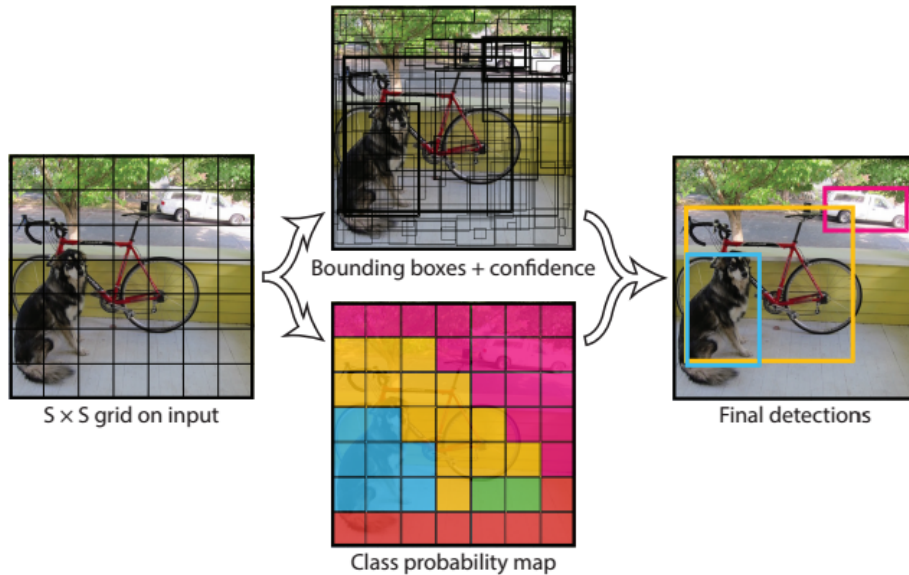 S × S grid on input
Bounding boxes + confidence
Class probability map
Final detections